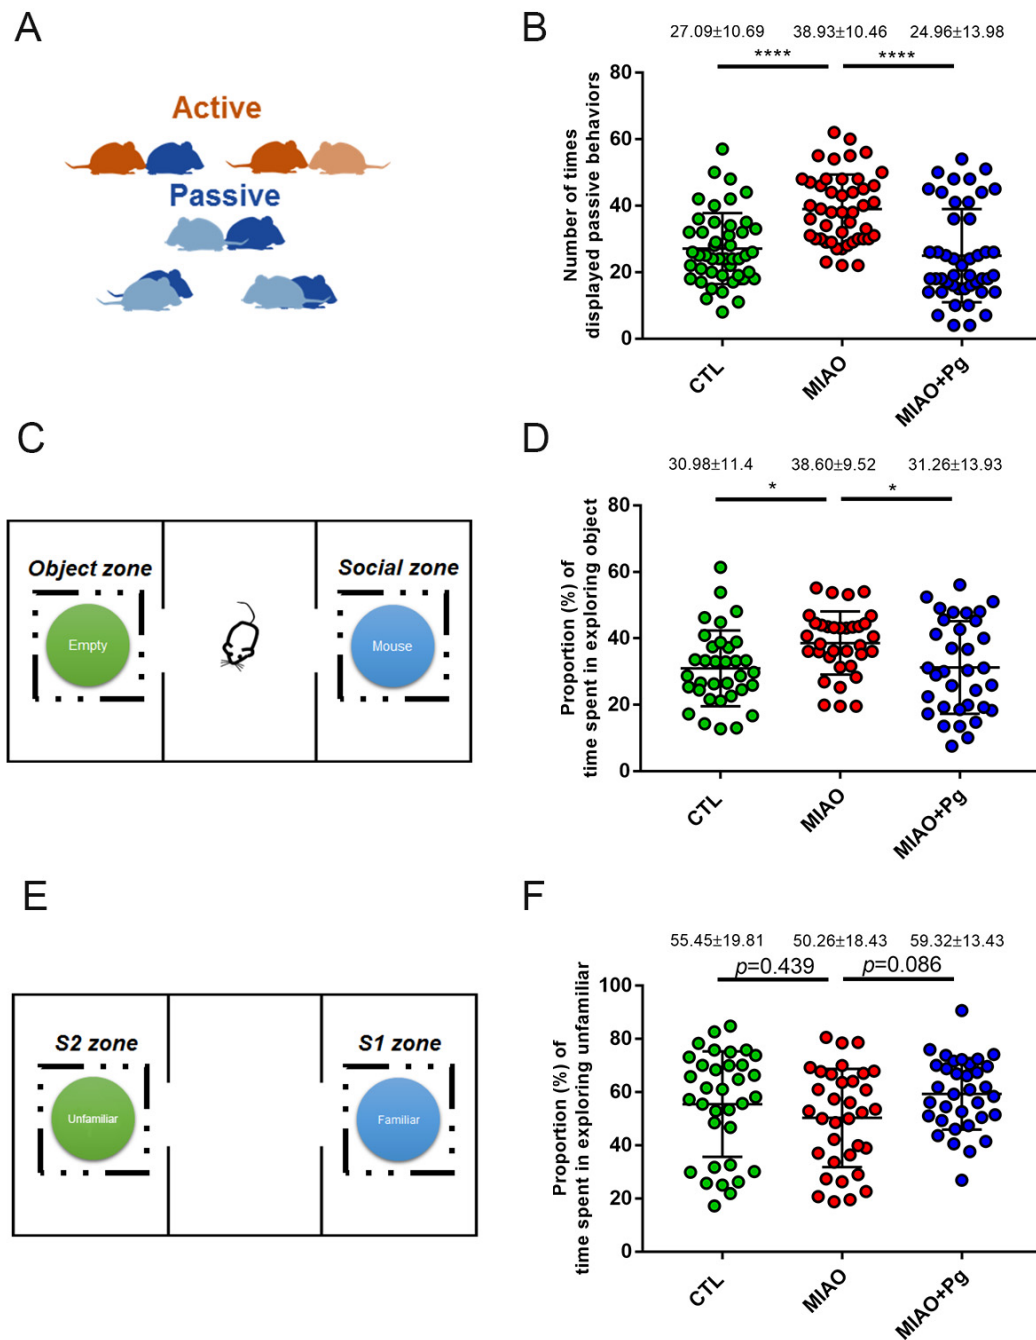 A
Active
Passive
B
27.09±10.69 38.93±10.46 24.96±13.98
**** ****
Number of times
displayed passive behaviors
80
60
40
20
0
CTL
MIAO
MIAO+Pg
C
Object zone
Social zone
Empty
Mouse
D
30.98±11.4 38.60±9.52 31.26±13.93
* *
Proportion (%) of
time spent in exploring object
80
60
40
20
0
CTL
MIAO
MIAO+Pg
E
S2 zone
S1 zone
Unfamiliar
Familiar
F
55.45±19.81 50.26±18.43 59.32±13.43
p=0.439 p=0.086
Proportion (%) of
time spent in exploring unfamiliar
100
80
60
40
20
0
CTL
MIAO
MIAO+Pg